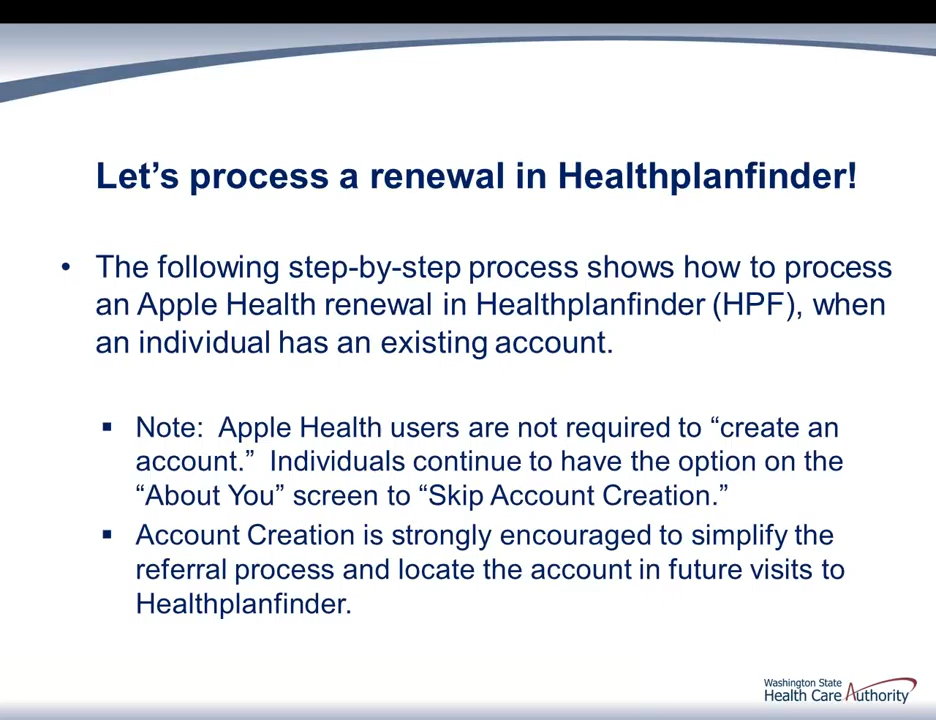 Let’s process a renewal in Healthplanfinder!
• The following step-by-step process shows how to process
an Apple Health renewal in Healthplanfinder (HPF), when
an individual has an existing account.
▪ Note:  Apple Health users are not required to “create an
account.”  Individuals continue to have the option on the
“About You” screen to “Skip Account Creation.”
▪ Account Creation is strongly encouraged to simplify the
referral process and locate the account in future visits to
Healthplanfinder.
Washington State
Health Care Authority